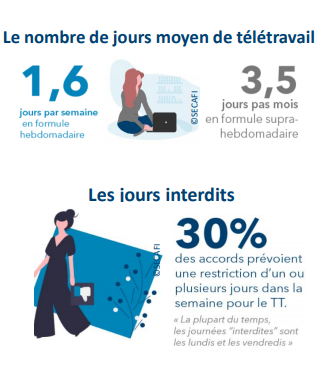 Le nombre de jours moyen de télétravail
1,6
jours par semaine
en formule
hebdomadaire
©SECAFI
3,5
jours pas mois
en formule supra-
hebdomadaire
Les jours interdits
©SECAFI
30%
des accords prévoient
une restriction d'un ou
plusieurs jours dans la
semaine pour le TT.
« La plupart du temps,
les journées "interdites" sont
les lundis et les vendredis »